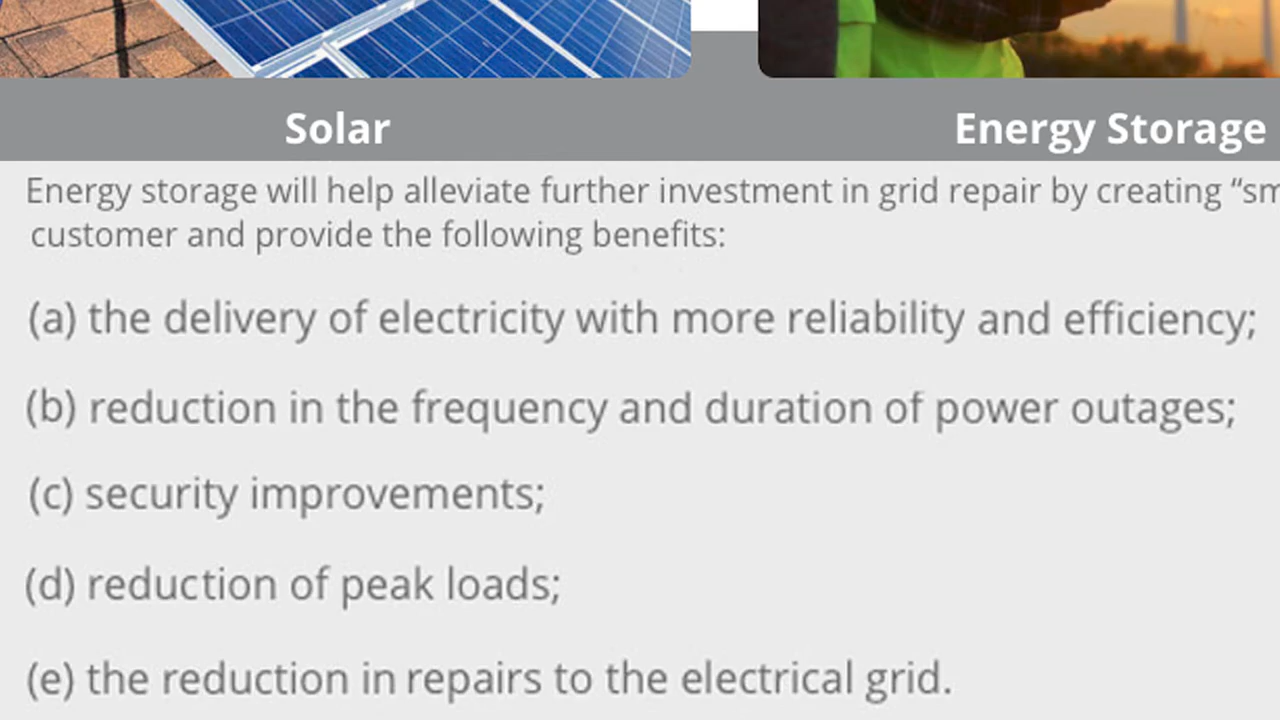 Solar
Energy Storage
Energy storage will help alleviate further investment in grid repair by creating “sm
customer and provide the following benefits:
(a) the delivery of electricity with more reliability and efficiency;
(b) reduction in the frequency and duration of power outages;
(c) security improvements;
(d) reduction of peak loads;
(e) the reduction in repairs to the electrical grid.